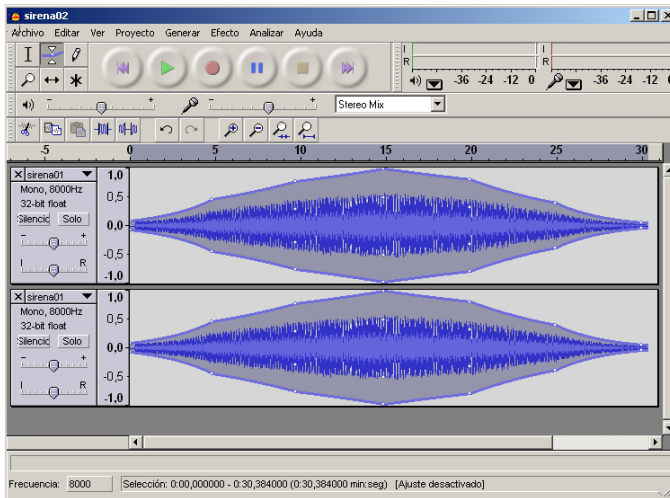 sirena02
Archivo Editar Ver Proyecto Generar Efecto Analizar Ayuda
I
R
-36 -24 -12 0
I
R
-36 -24 -12 0
- +
- +
Stereo Mix
-5 0 5 10 15 20 25 30
sirena01
Mono, 8000Hz
32-bit float
Silencio Solo
- +
I R
1,0
0,5
0,0
-0,5
-1,0
sirena01
Mono, 8000Hz
32-bit float
Silencio Solo
- +
I R
1,0
0,5
0,0
-0,5
-1,0
Frecuencia: 8000 Selección: 0:00,000000 - 0:30,384000 (0:30,384000 min:seg) [Ajuste desactivado]